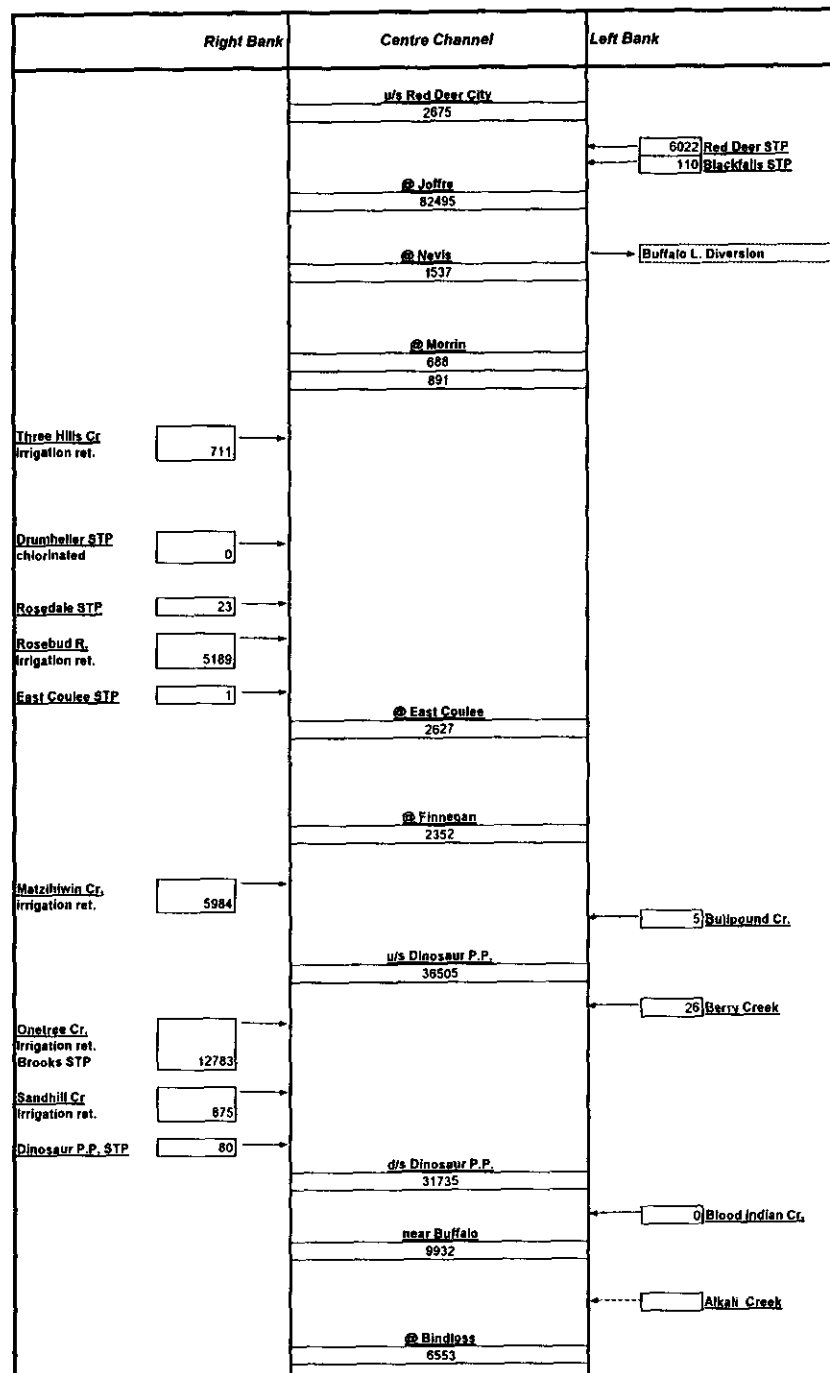 Right Bank
Centre Channel
Left Bank
u/s Red Deer City
2675
6022 Red Deer STP
110 Blackfalls STP
@ Joffre
82495
@ Nevis
Buffalo L. Diversion
1537
@ Morrin
688
891
Three Hills Cr
irrigation ret.
711
Drumheller STP
chlorinated
0
Rosedale STP
23
Rosebud R.
irrigation ret.
5189
East Coulee STP
1
@ East Coulee
2627
@ Finnegan
2352
Matzihiwin Cr.
irrigation ret.
5984
5 Bullpound Cr.
u/s Dinosaur P.P.
36505
26 Berry Creek
Onetree Cr.
irrigation ret.
Brooks STP
12783
Sandhill Cr
irrigation ret.
675
Dinosaur P.P. STP
80
d/s Dinosaur P.P.
31735
0 Blood Indian Cr.
near Buffalo
9932
Alkali Creek
@ Bindloss
6553